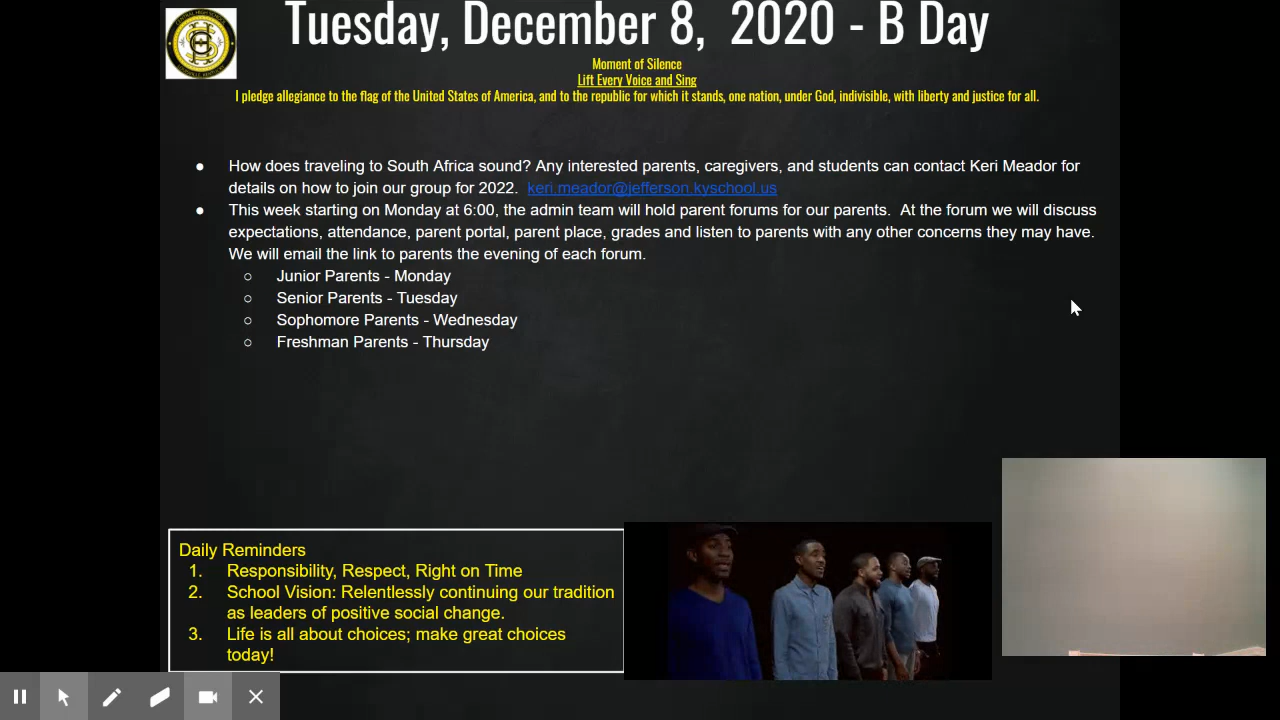 Tuesday, December 8, 2020 - B Day
Moment of Silence
Lift Every Voice and Sing
I pledge allegiance to the flag of the United States of America, and to the republic for which it stands, one nation, under God, indivisible, with liberty and justice for all.
● How does traveling to South Africa sound? Any interested parents, caregivers, and students can contact Keri Meador for
details on how to join our group for 2022. keri.meador@jefferson.kyschool.us
● This week starting on Monday at 6:00, the admin team will hold parent forums for our parents. At the forum we will discuss
expectations, attendance, parent portal, parent place, grades and listen to parents with any other concerns they may have.
We will email the link to parents the evening of each forum.
○ Junior Parents - Monday
○ Senior Parents - Tuesday
○ Sophomore Parents - Wednesday
○ Freshman Parents - Thursday
Daily Reminders
1. Responsibility, Respect, Right on Time
2. School Vision: Relentlessly continuing our tradition
as leaders of positive social change.
3. Life is all about choices; make great choices
today!